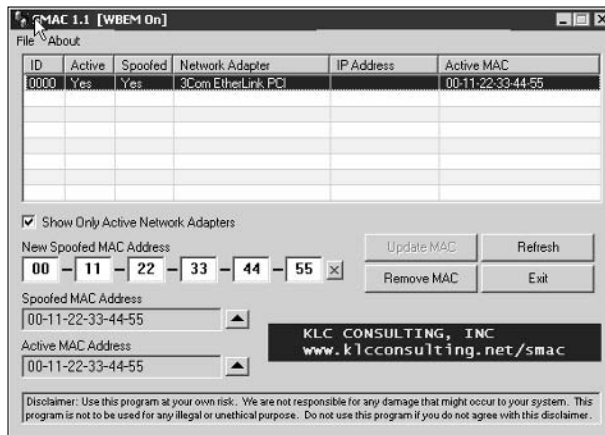 SMAC 1.1 [WBEM On]
File About
ID Active Spoofed Network Adapter IP Address Active MAC
0000 Yes Yes 3Com EtherLink PCI 00-11-22-33-44-55
Show Only Active Network Adapters
New Spoofed MAC Address
00 - 11 - 22 - 33 - 44 - 55 X
Update MAC Refresh
Remove MAC Exit
Spoofed MAC Address
00-11-22-33-44-55
Active MAC Address
00-11-22-33-44-55
KLC CONSULTING, INC
www.klcconsulting.net/smac
Disclaimer: Use this program at your own risk. We are not responsible for any damage that might occur to your system. This
program is not to be used for any illegal or unethical purpose. Do not use this program if you do not agree with this disclaimer.